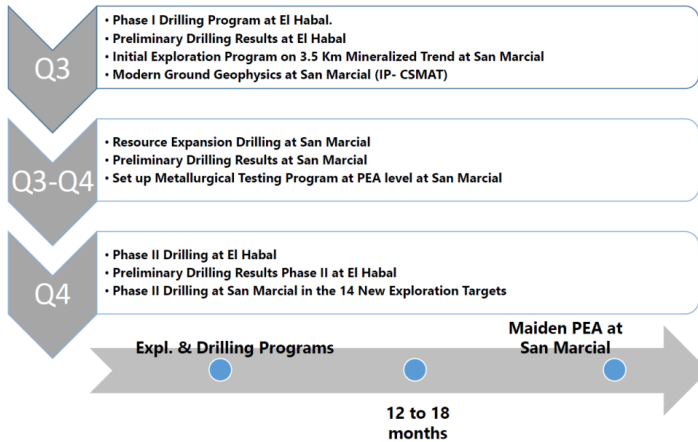 Q3
• Phase I Drilling Program at El Habal.
• Preliminary Drilling Results at El Habal
• Initial Exploration Program on 3.5 Km Mineralized Trend at San Marcial
• Modern Ground Geophysics at San Marcial (IP- CSMAT)
Q3-Q4
• Resource Expansion Drilling at San Marcial
• Preliminary Drilling Results at San Marcial
• Set up Metallurgical Testing Program at PEA level at San Marcial
Q4
• Phase II Drilling at El Habal
• Preliminary Drilling Results Phase II at El Habal
• Phase II Drilling at San Marcial in the 14 New Exploration Targets
Expl. & Drilling Programs
Maiden PEA at
San Marcial
12 to 18
months